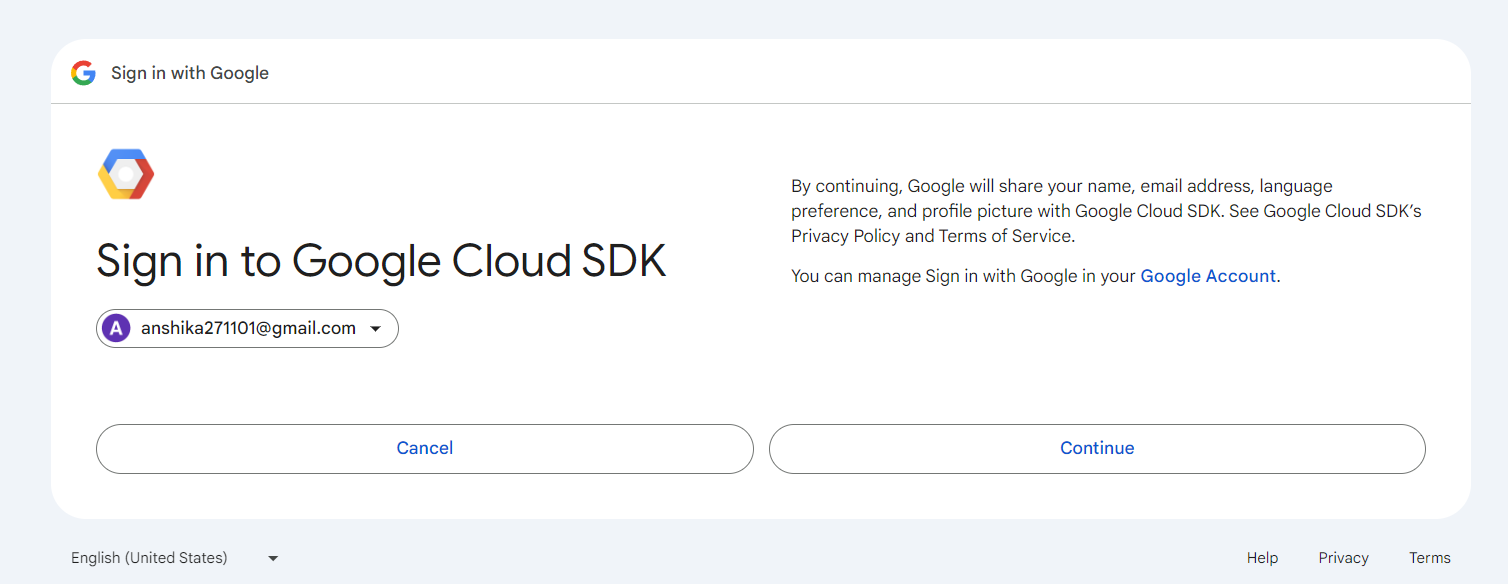 Sign in with Google
Sign in to Google Cloud SDK
A anshika271101@gmail.com
By continuing, Google will share your name, email address, language
preference, and profile picture with Google Cloud SDK. See Google Cloud SDK’s
Privacy Policy and Terms of Service.
You can manage Sign in with Google in your Google Account.
Cancel
Continue
English (United States)
Help
Privacy
Terms